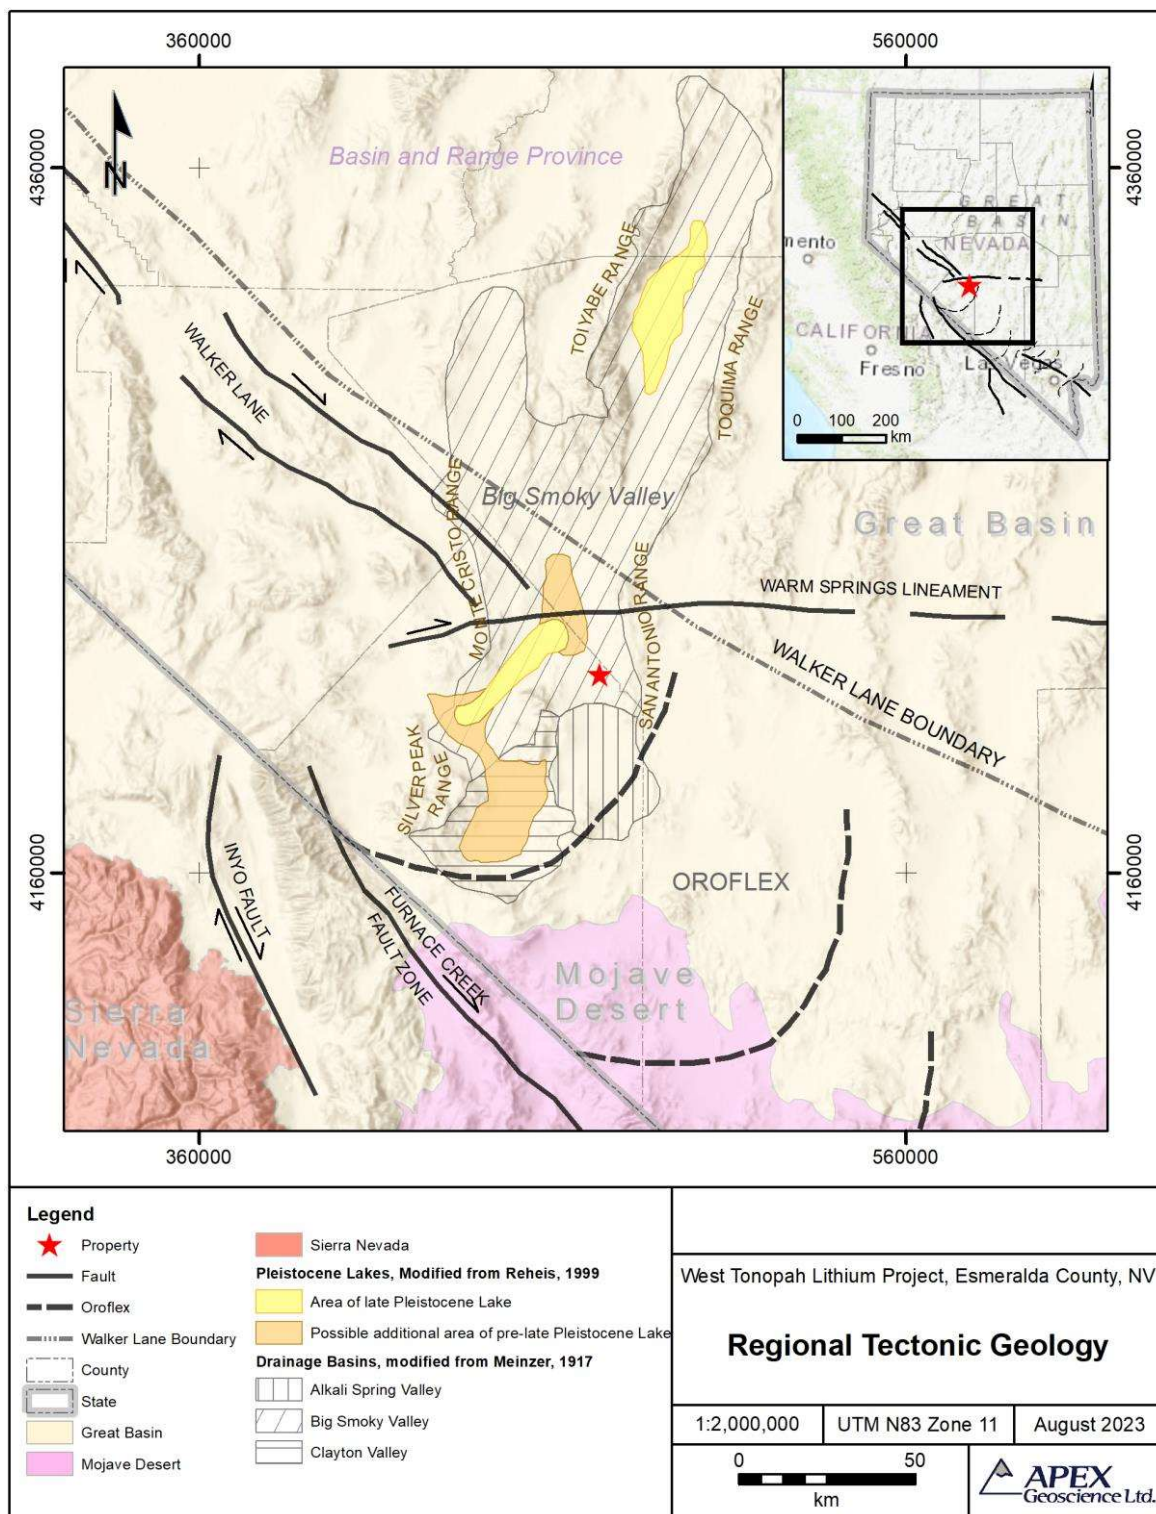 360000
560000
4360000
4360000
N
Basin and Range Province
GREAT
BASIN
NEVADA
mento
CALIFORNIA
Fresno
Las Vegas
0 100 200
km
TOIYABE RANGE
TOQUIMA RANGE
WALKER LANE
MONTE CRISTO RANGE
Big Smoky Valley
Great Basin
SAN ANTONIO RANGE
WARM SPRINGS LINEAMENT
WALKER LANE BOUNDARY
SILVER PEAK
RANGE
4160000
4160000
INYO FAULT
FURNACE CREEK
FAULT ZONE
OROFLEX
Mojave
Desert
Sierra
Nevada
360000
560000
Legend
Property
Fault
Oroflex
Walker Lane Boundary
County
State
Great Basin
Mojave Desert
Sierra Nevada
Pleistocene Lakes, Modified from Reheis, 1999
Area of late Pleistocene Lake
Possible additional area of pre-late Pleistocene Lake
Drainage Basins, modified from Meinzer, 1917
Alkali Spring Valley
Big Smoky Valley
Clayton Valley
West Tonopah Lithium Project, Esmeralda County, NV
Regional Tectonic Geology
1:2,000,000
UTM N83 Zone 11
August 2023
0 50
km
APEX
Geoscience Ltd.